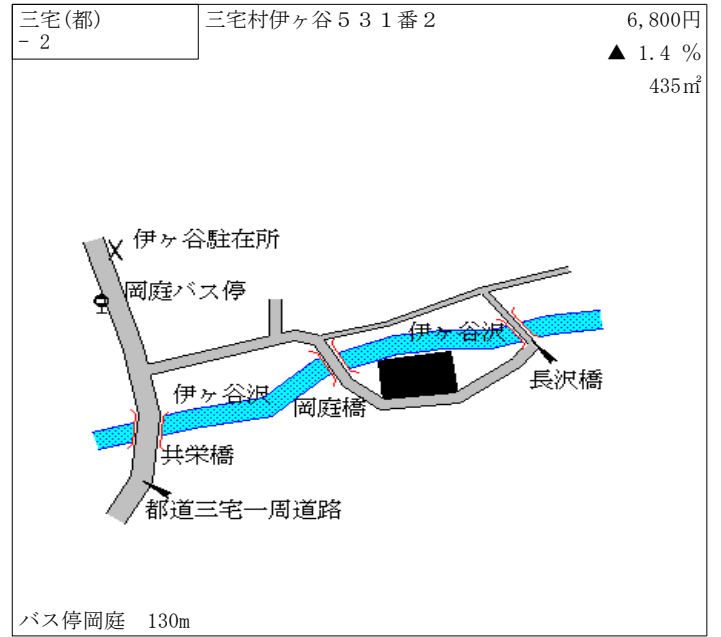 三宅(都)
- 2
三宅村伊ヶ谷５３１番２
6,800円
▲ 1.4 %
435㎡
伊ヶ谷駐在所
岡庭バス停
伊ヶ谷沢
伊ヶ谷沢
岡庭橋
長沢橋
共栄橋
都道三宅一周道路
バス停岡庭　130m